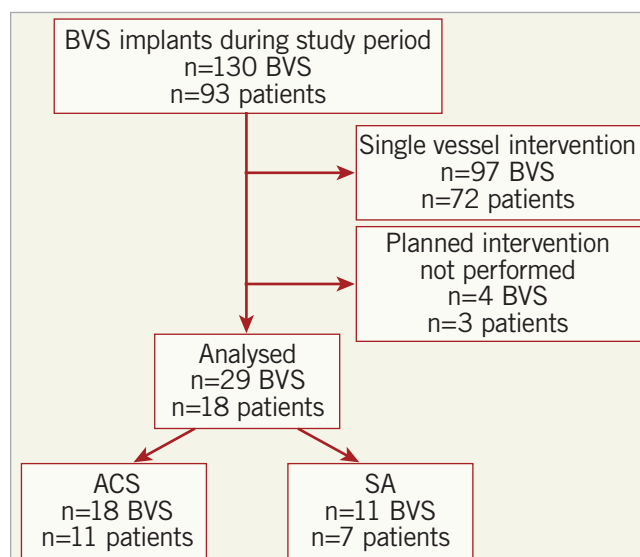 BVS implants during study period
n=130 BVS
n=93 patients
Single vessel intervention
n=97 BVS
n=72 patients
Planned intervention
not performed
n=4 BVS
n=3 patients
Analysed
n=29 BVS
n=18 patients
ACS
n=18 BVS
n=11 patients
SA
n=11 BVS
n=7 patients